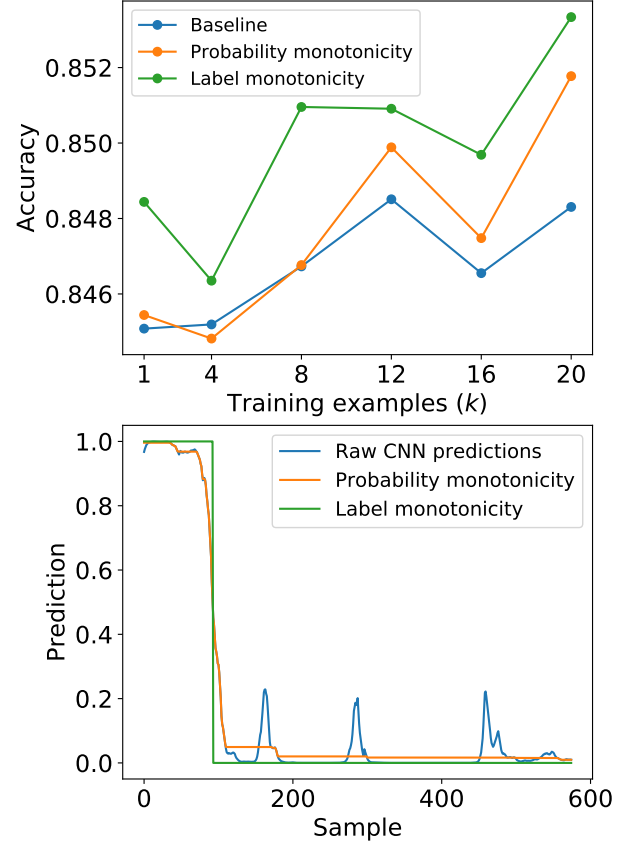 Baseline
Probability monotonicity
Label monotonicity
0.852
0.850
0.848
0.846
Accuracy
1 4 8 12 16 20
Training examples (k)
Raw CNN predictions
Probability monotonicity
Label monotonicity
1.0
0.8
0.6
0.4
0.2
0.0
Prediction
0 200 400 600
Sample